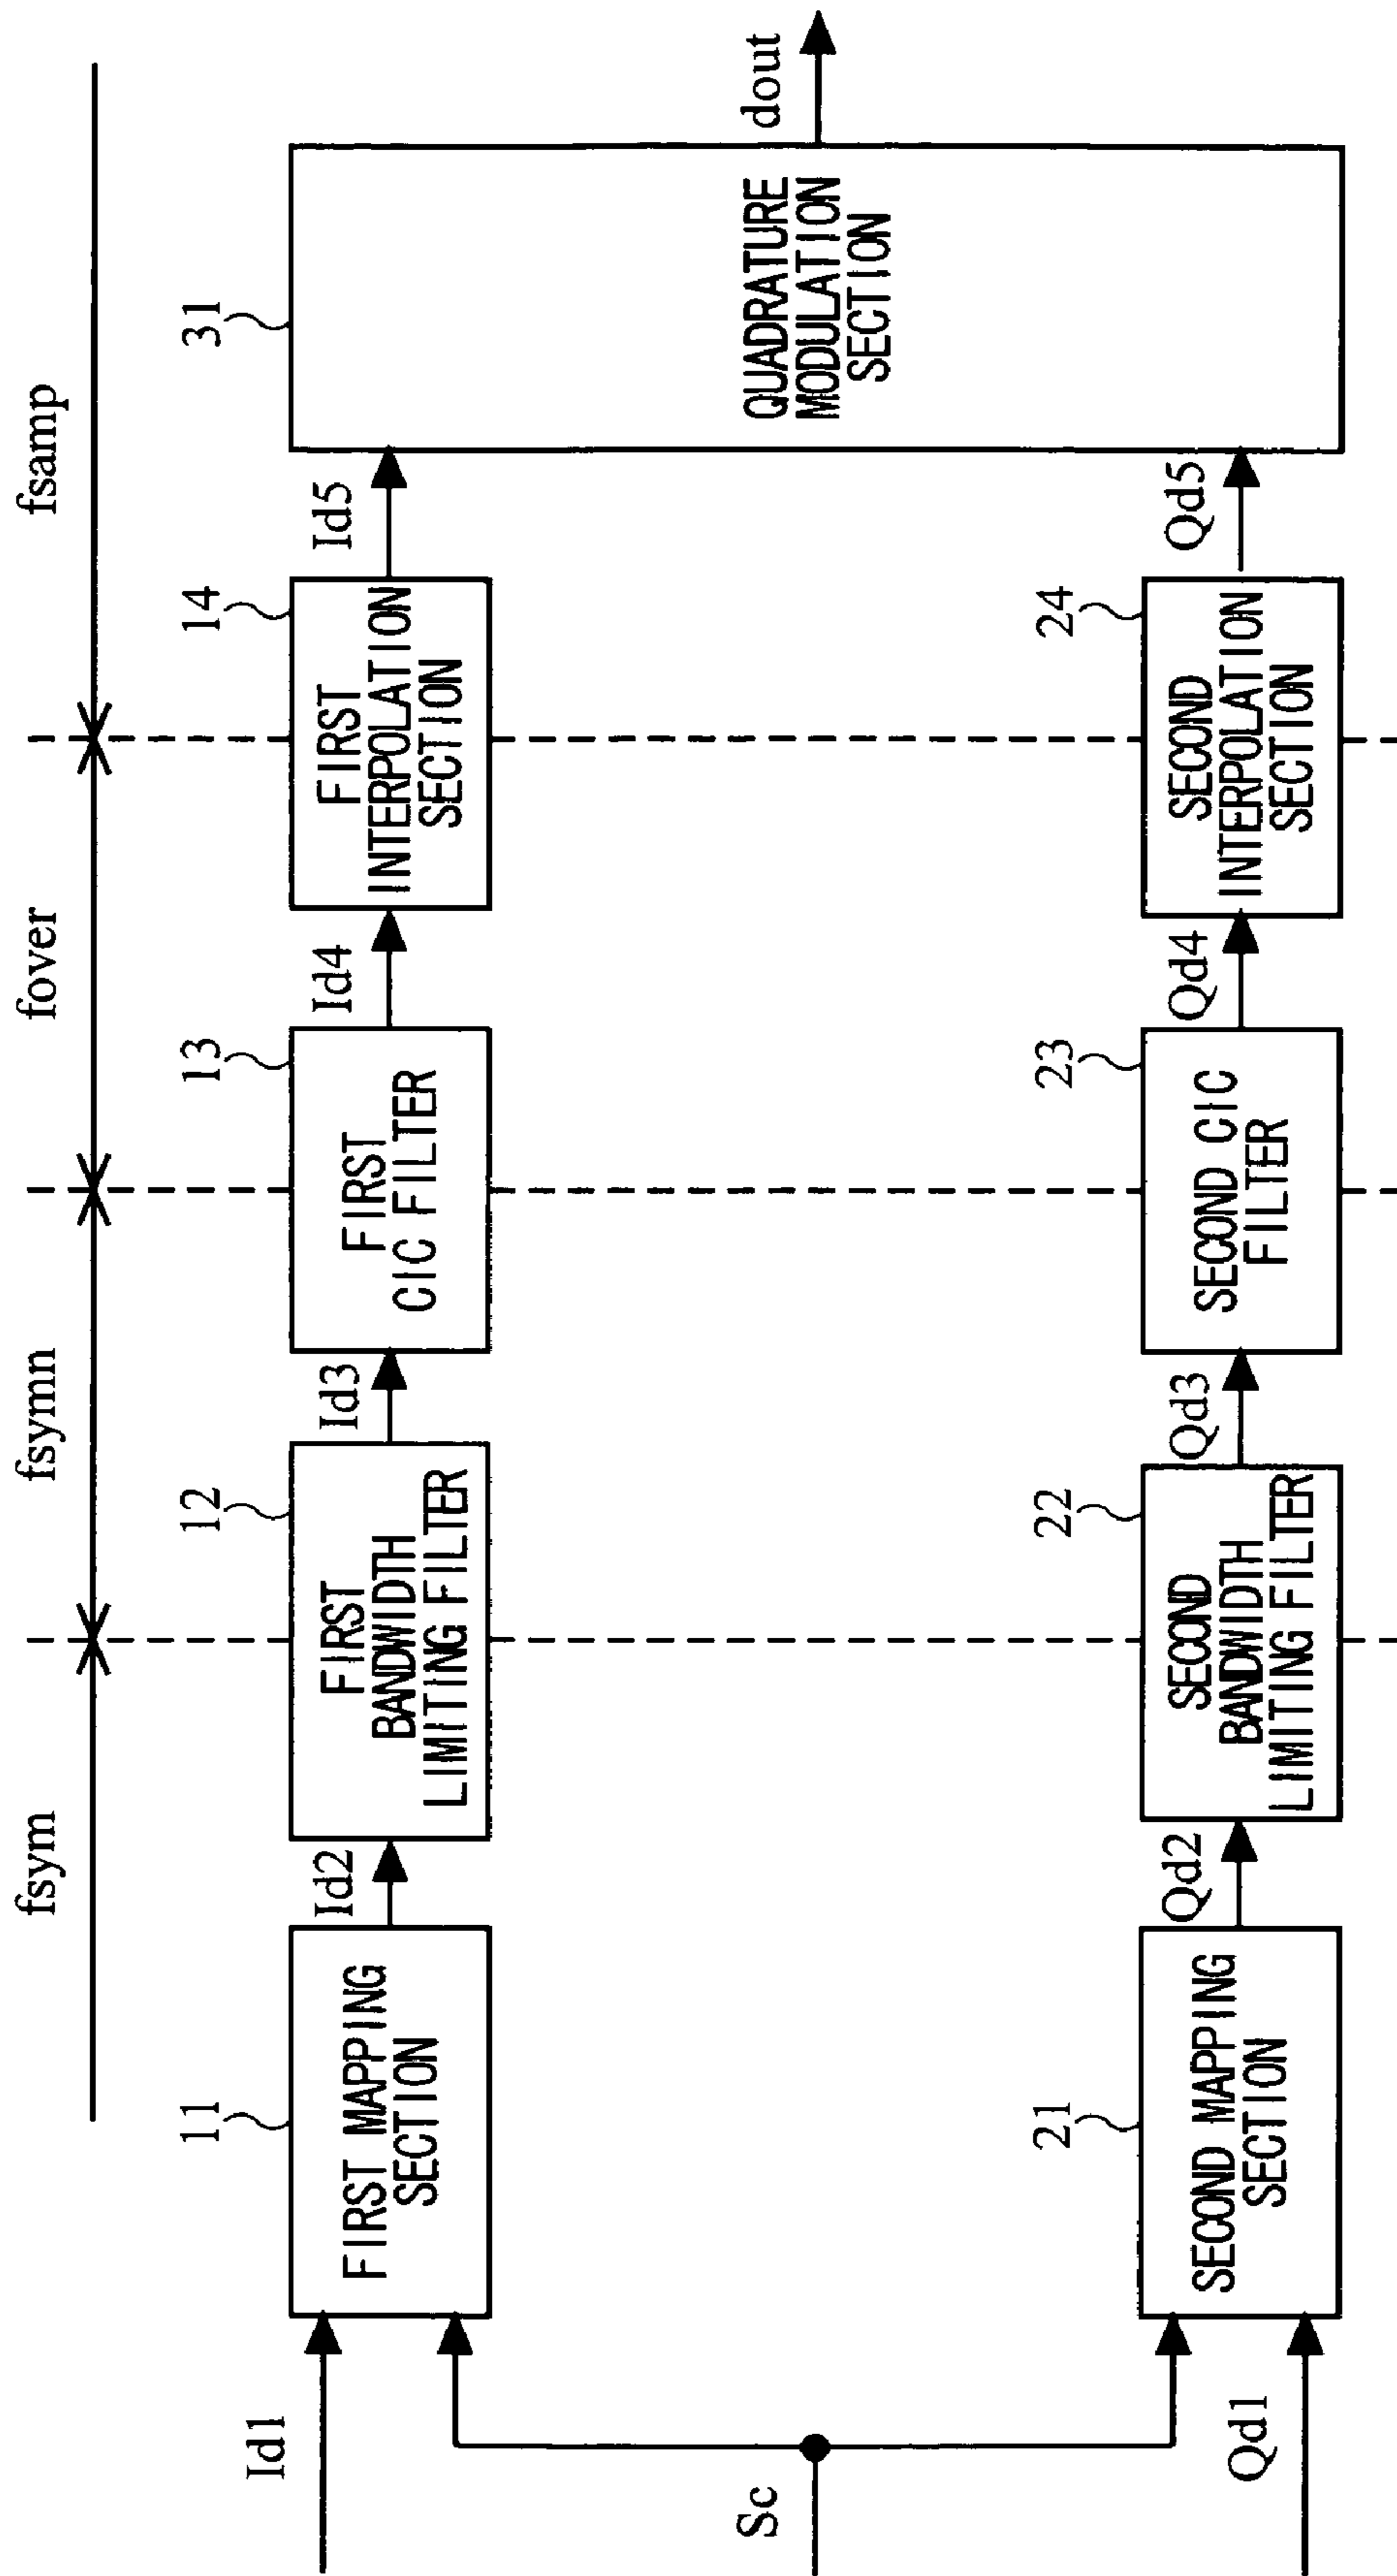 fsym
fsymn
fover
fsamp
11
12
13
14
31
Id1
FIRST MAPPING
SECTION
Id2
FIRST
BANDWIDTH
LIMITING FILTER
Id3
FIRST
CIC FILTER
Id4
FIRST
INTERPOLATION
SECTION
Id5
QUADRATURE
MODULATION
SECTION
dout
Sc
21
22
23
24
Qd1
SECOND MAPPING
SECTION
Qd2
SECOND
BANDWIDTH
LIMITING FILTER
Qd3
SECOND CIC
FILTER
Qd4
SECOND
INTERPOLATION
SECTION
Qd5